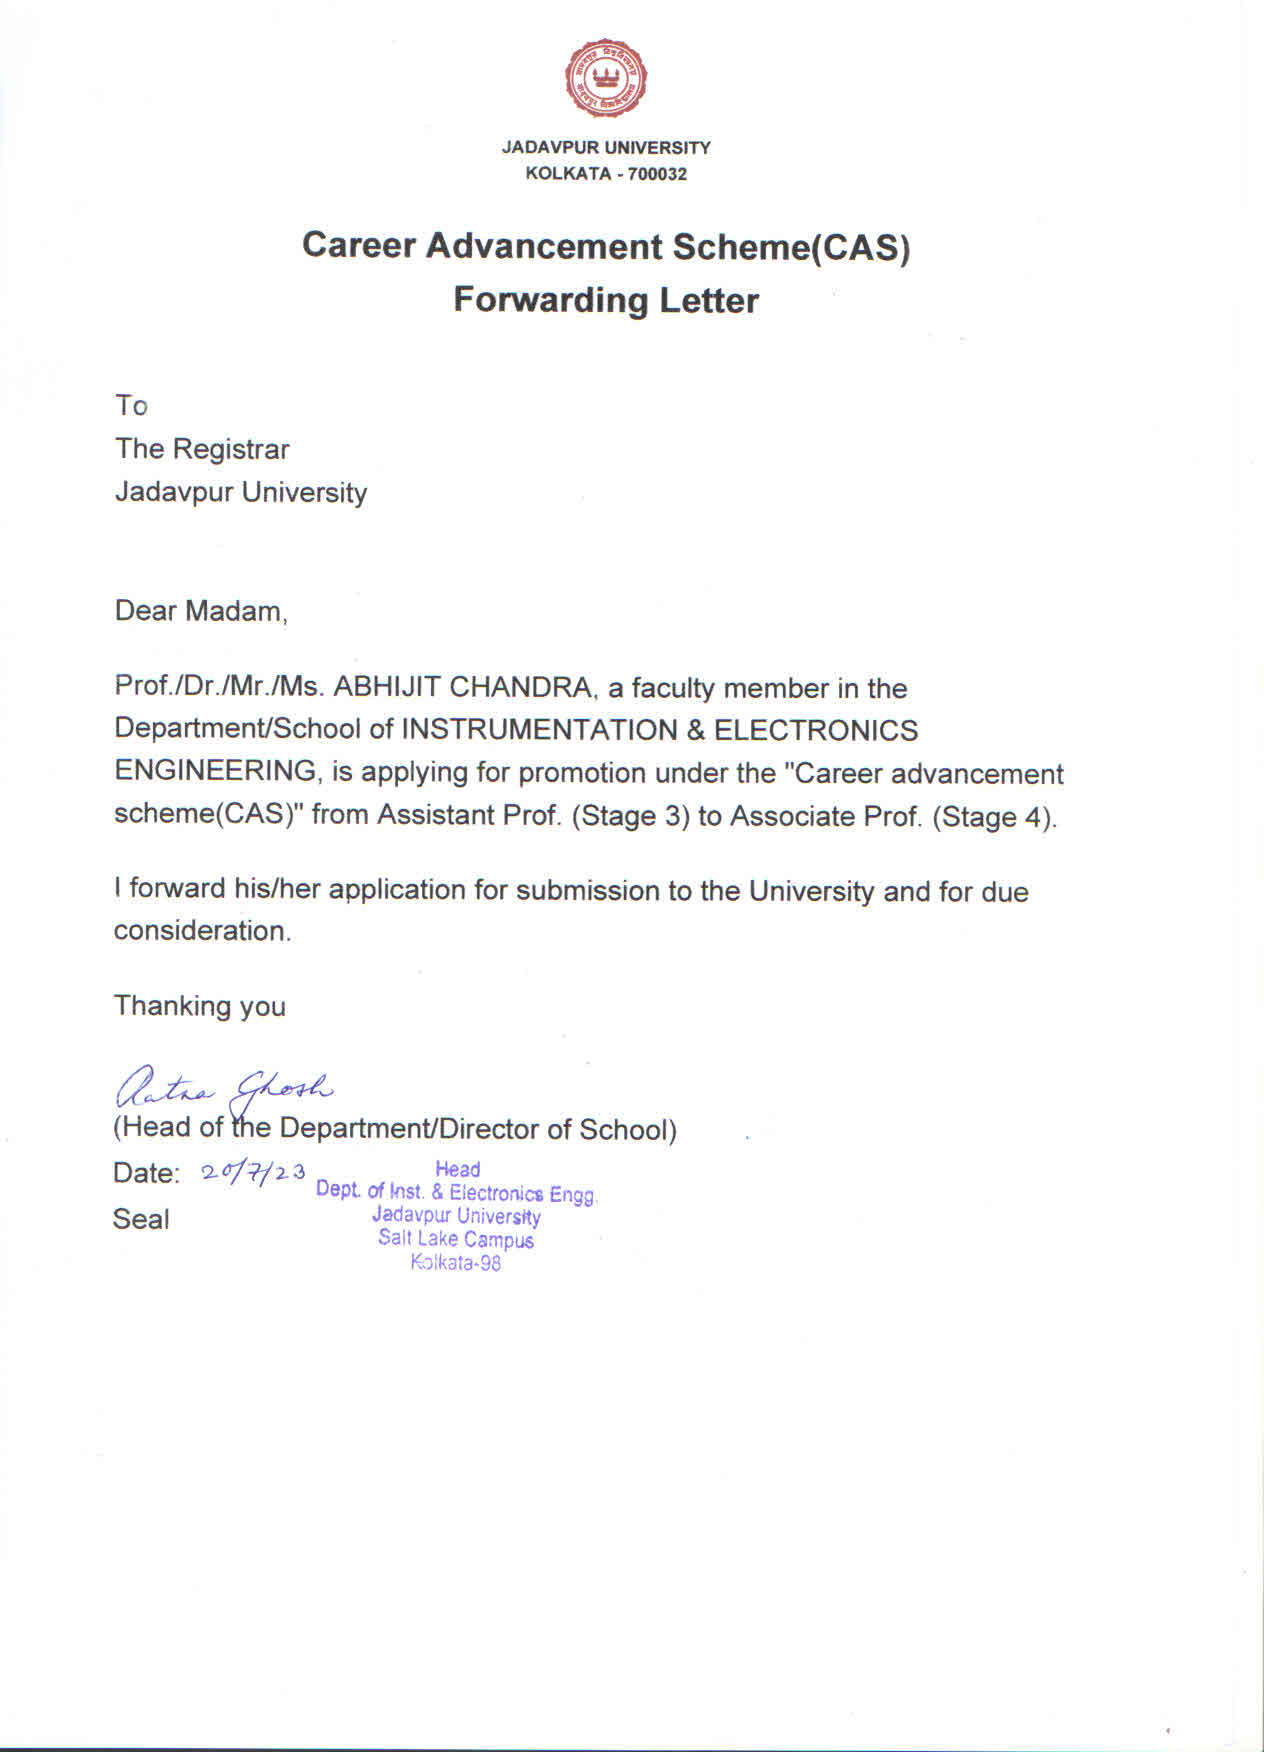 JADAVPUR UNIVERSITY
KOLKATA - 700032
Career Advancement Scheme(CAS)
Forwarding Letter
To
The Registrar
Jadavpur University
Dear Madam,
Prof./Dr./Mr./Ms. ABHIJIT CHANDRA, a faculty member in the
Department/School of INSTRUMENTATION & ELECTRONICS
ENGINEERING, is applying for promotion under the "Career advancement
scheme(CAS)" from Assistant Prof. (Stage 3) to Associate Prof. (Stage 4).
I forward his/her application for submission to the University and for due
consideration.
Thanking you
Ratna Ghosh
(Head of the Department/Director of School)
Date: 20/7/23
Seal
Head
Dept. of Inst. & Electronics Engg.
Jadavpur University
Salt Lake Campus
Kolkata-98